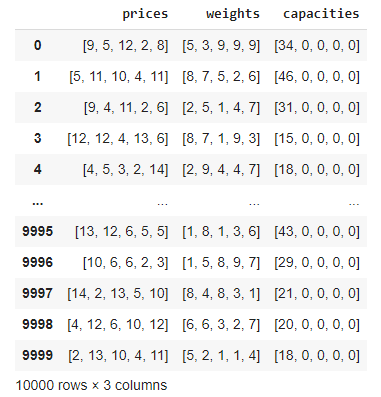 prices weights capacities
0 [9, 5, 12, 2, 8] [5, 3, 9, 9, 9] [34, 0, 0, 0, 0]
1 [5, 11, 10, 4, 11] [8, 7, 5, 2, 6] [46, 0, 0, 0, 0]
2 [9, 4, 11, 2, 6] [2, 5, 1, 4, 7] [31, 0, 0, 0, 0]
3 [12, 12, 4, 13, 6] [8, 7, 1, 9, 3] [15, 0, 0, 0, 0]
4 [4, 5, 3, 2, 14] [2, 9, 4, 4, 7] [18, 0, 0, 0, 0]
... ... ... ...
9995 [13, 12, 6, 5, 5] [1, 8, 1, 3, 6] [43, 0, 0, 0, 0]
9996 [10, 6, 6, 2, 3] [1, 5, 8, 9, 7] [29, 0, 0, 0, 0]
9997 [14, 2, 13, 5, 10] [8, 4, 8, 3, 1] [21, 0, 0, 0, 0]
9998 [4, 12, 6, 10, 12] [6, 6, 3, 2, 7] [20, 0, 0, 0, 0]
9999 [2, 13, 10, 4, 11] [5, 2, 1, 1, 4] [18, 0, 0, 0, 0]
10000 rows × 3 columns